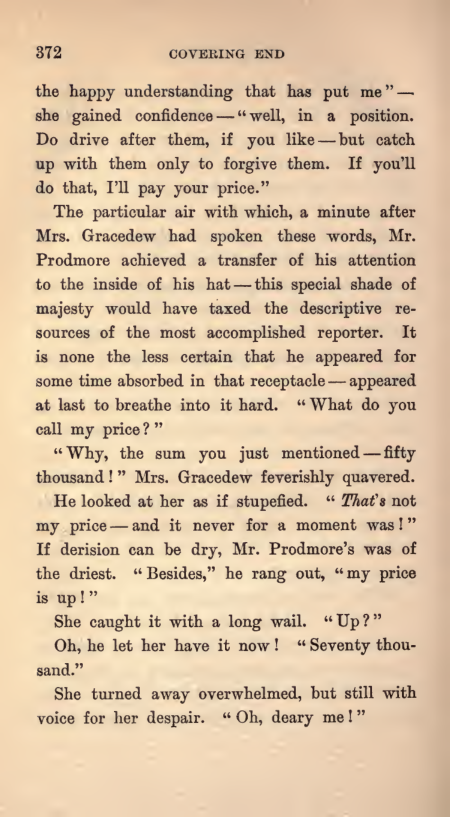 372 COVERING END
the happy understanding that has put me" —
she gained confidence — "well, in a position.
Do drive after them, if you like — but catch
up with them only to forgive them. If you'll
do that, I'll pay your price."
The particular air with which, a minute after
Mrs. Gracedew had spoken these words, Mr.
Prodmore achieved a transfer of his attention
to the inside of his hat — this special shade of
majesty would have taxed the descriptive re-
sources of the most accomplished reporter. It
is none the less certain that he appeared for
some time absorbed in that receptacle — appeared
at last to breathe into it hard. "What do you
call my price?"
"Why, the sum you just mentioned — fifty
thousand!" Mrs. Gracedew feverishly quavered.
He looked at her as if stupefied. "That's not
my price — and it never for a moment was!"
If derision can be dry, Mr. Prodmore's was of
the driest. "Besides," he rang out, "my price
is up!"
She caught it with a long wail. "Up?"
Oh, he let her have it now! "Seventy thou-
sand."
She turned away overwhelmed, but still with
voice for her despair. "Oh, deary me!"